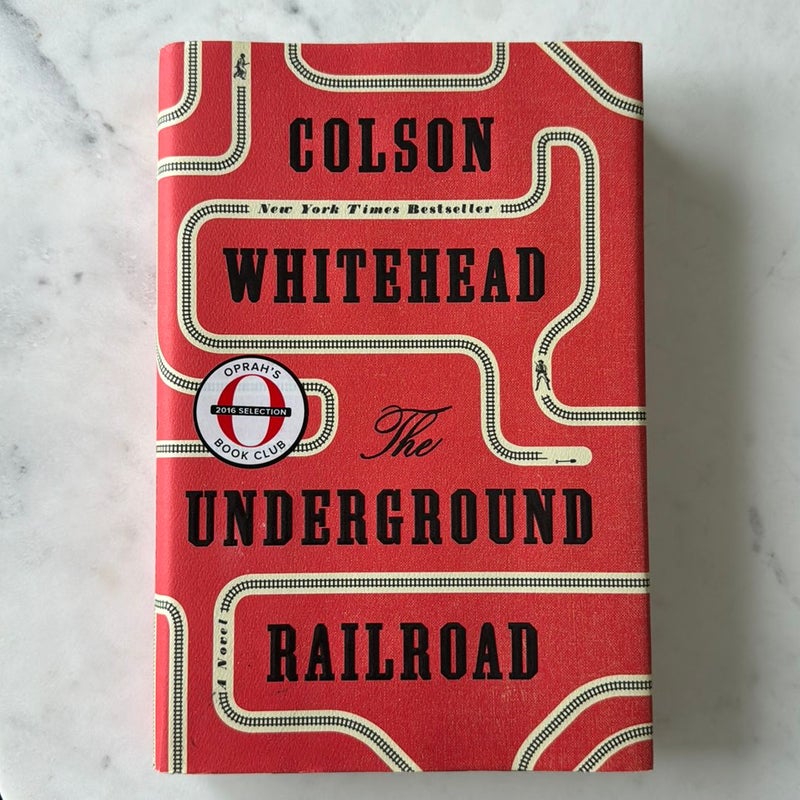 COLSON
New York Times Bestseller
WHITEHEAD
OPRAH'S
O
2016 SELECTION
BOOK CLUB
The
UNDERGROUND
A Novel
RAILROAD